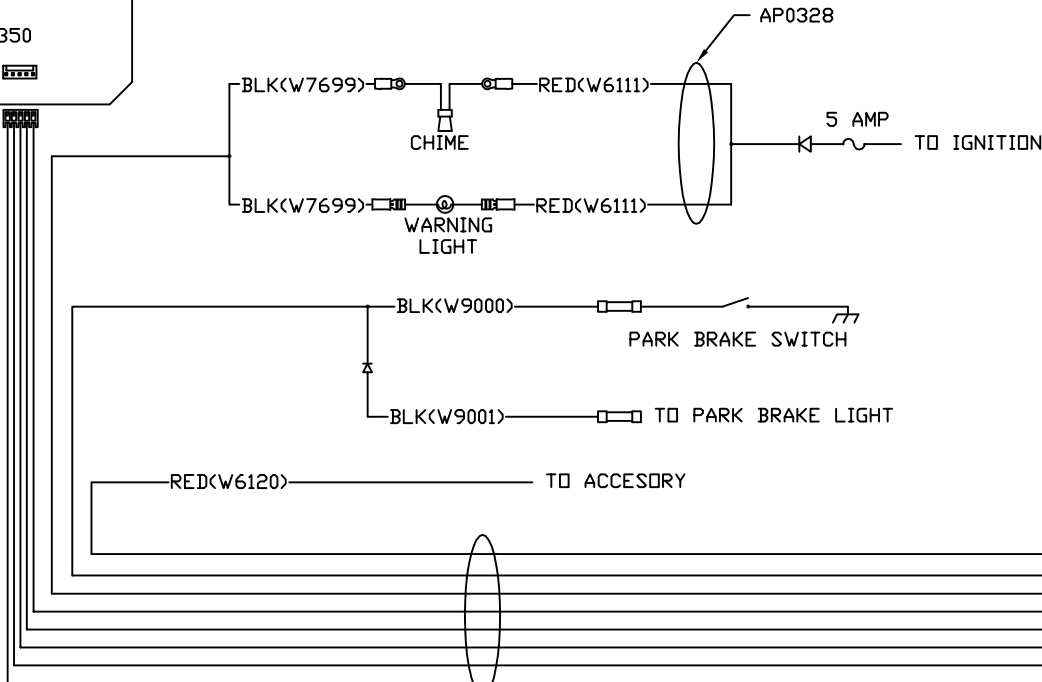 AP0328
350
BLK(W7699)
RED(W6111)
5 AMP
CHIME
TO IGNITION
BLK(W7699)
RED(W6111)
WARNING
LIGHT
BLK(W9000)
PARK BRAKE SWITCH
BLK(W9001)
TO PARK BRAKE LIGHT
RED(W6120)
TO ACCESORY